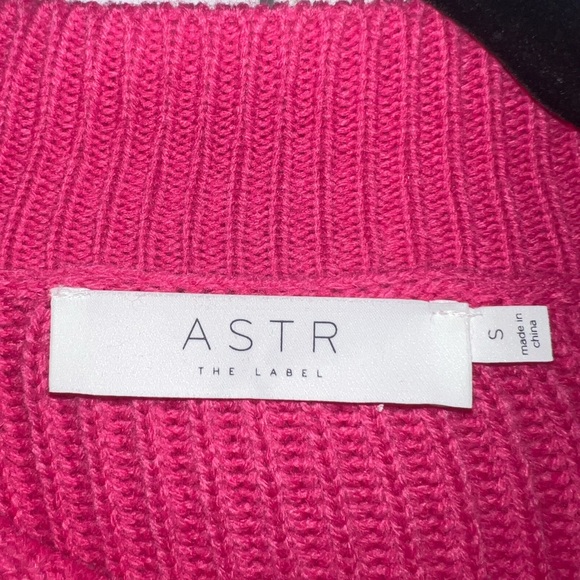 ASTR
THE LABEL
S
made in
china